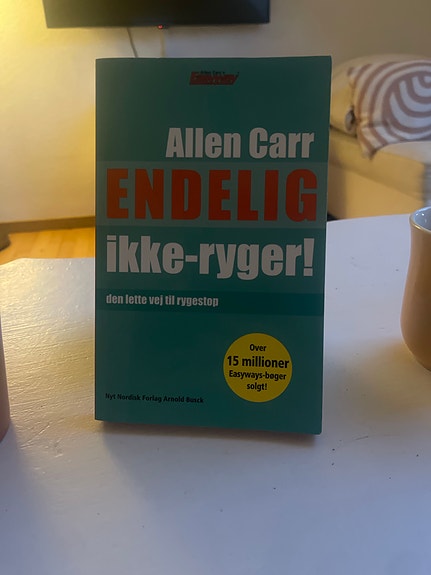 Allen Carr
ENDELIG
ikke-ryger!
den lette vej til rygestop
Over
15 millioner
Easyways-bøger
solgt!
Nyt Nordisk Forlag Arnold Busck